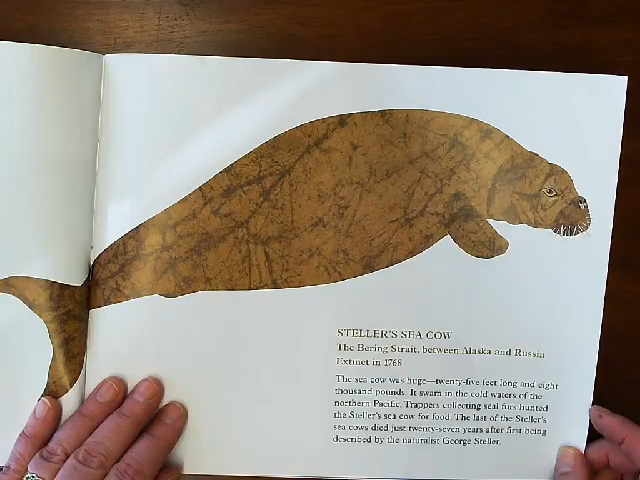 STELLER'S SEA COW
The Bering Strait, between Alaska and Russia
Extinct in 1768
The sea cow was huge—twenty-five feet long and eight
thousand pounds. It swam in the cold waters of the
northern Pacific. Trappers collecting seal furs hunted
the Steller's sea cow for food. The last of the Steller's
sea cows died just twenty-seven years after first being
described by the naturalist George Steller.